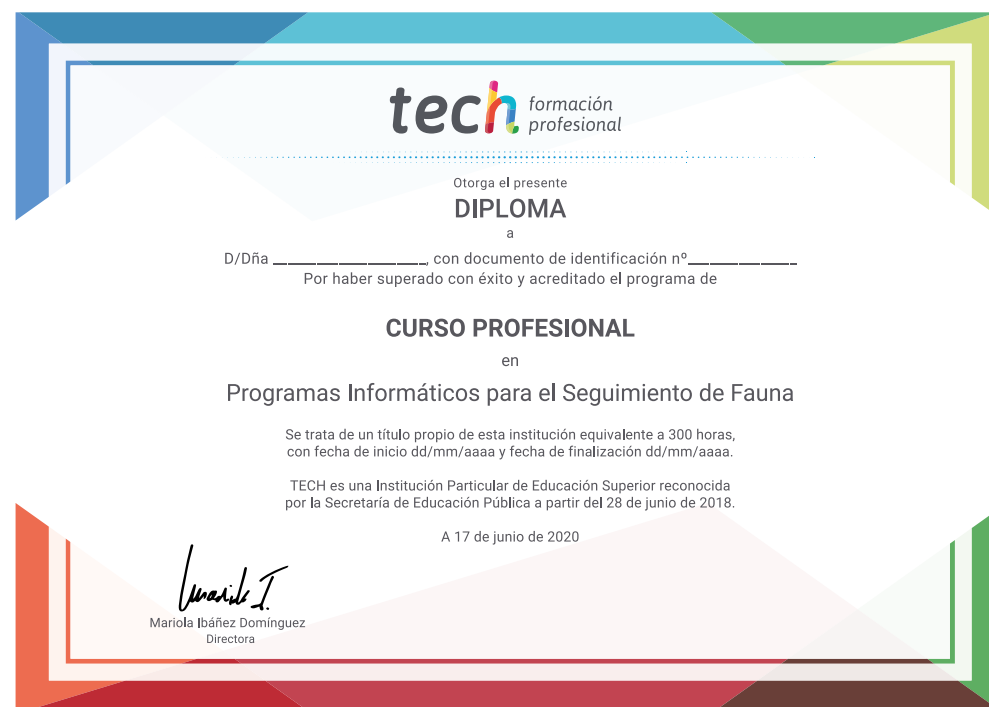 tech formación
profesional
Otorga el presente
DIPLOMA
a
D/Dña ____________________, con documento de identificación nº______________
Por haber superado con éxito y acreditado el programa de
CURSO PROFESIONAL
en
Programas Informáticos para el Seguimiento de Fauna
Se trata de un título propio de esta institución equivalente a 300 horas,
con fecha de inicio dd/mm/aaaa y fecha de finalización dd/mm/aaaa.
TECH es una Institución Particular de Educación Superior reconocida
por la Secretaría de Educación Pública a partir del 28 de junio de 2018.
A 17 de junio de 2020
Mariola Ibáñez Domínguez
Directora